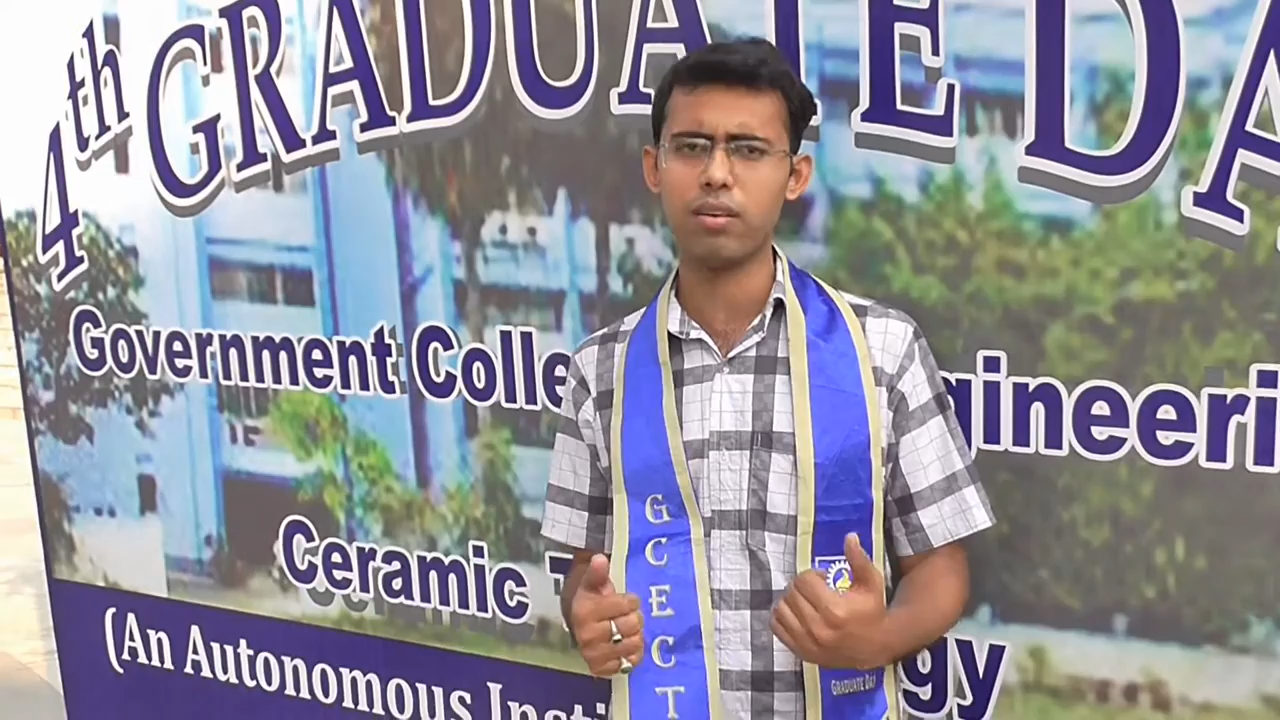 4th GRADUATE DA
Government Colle gineeri
Ceramic gy
(An Autonomous Insti
GCECT
GRADUATE DAY